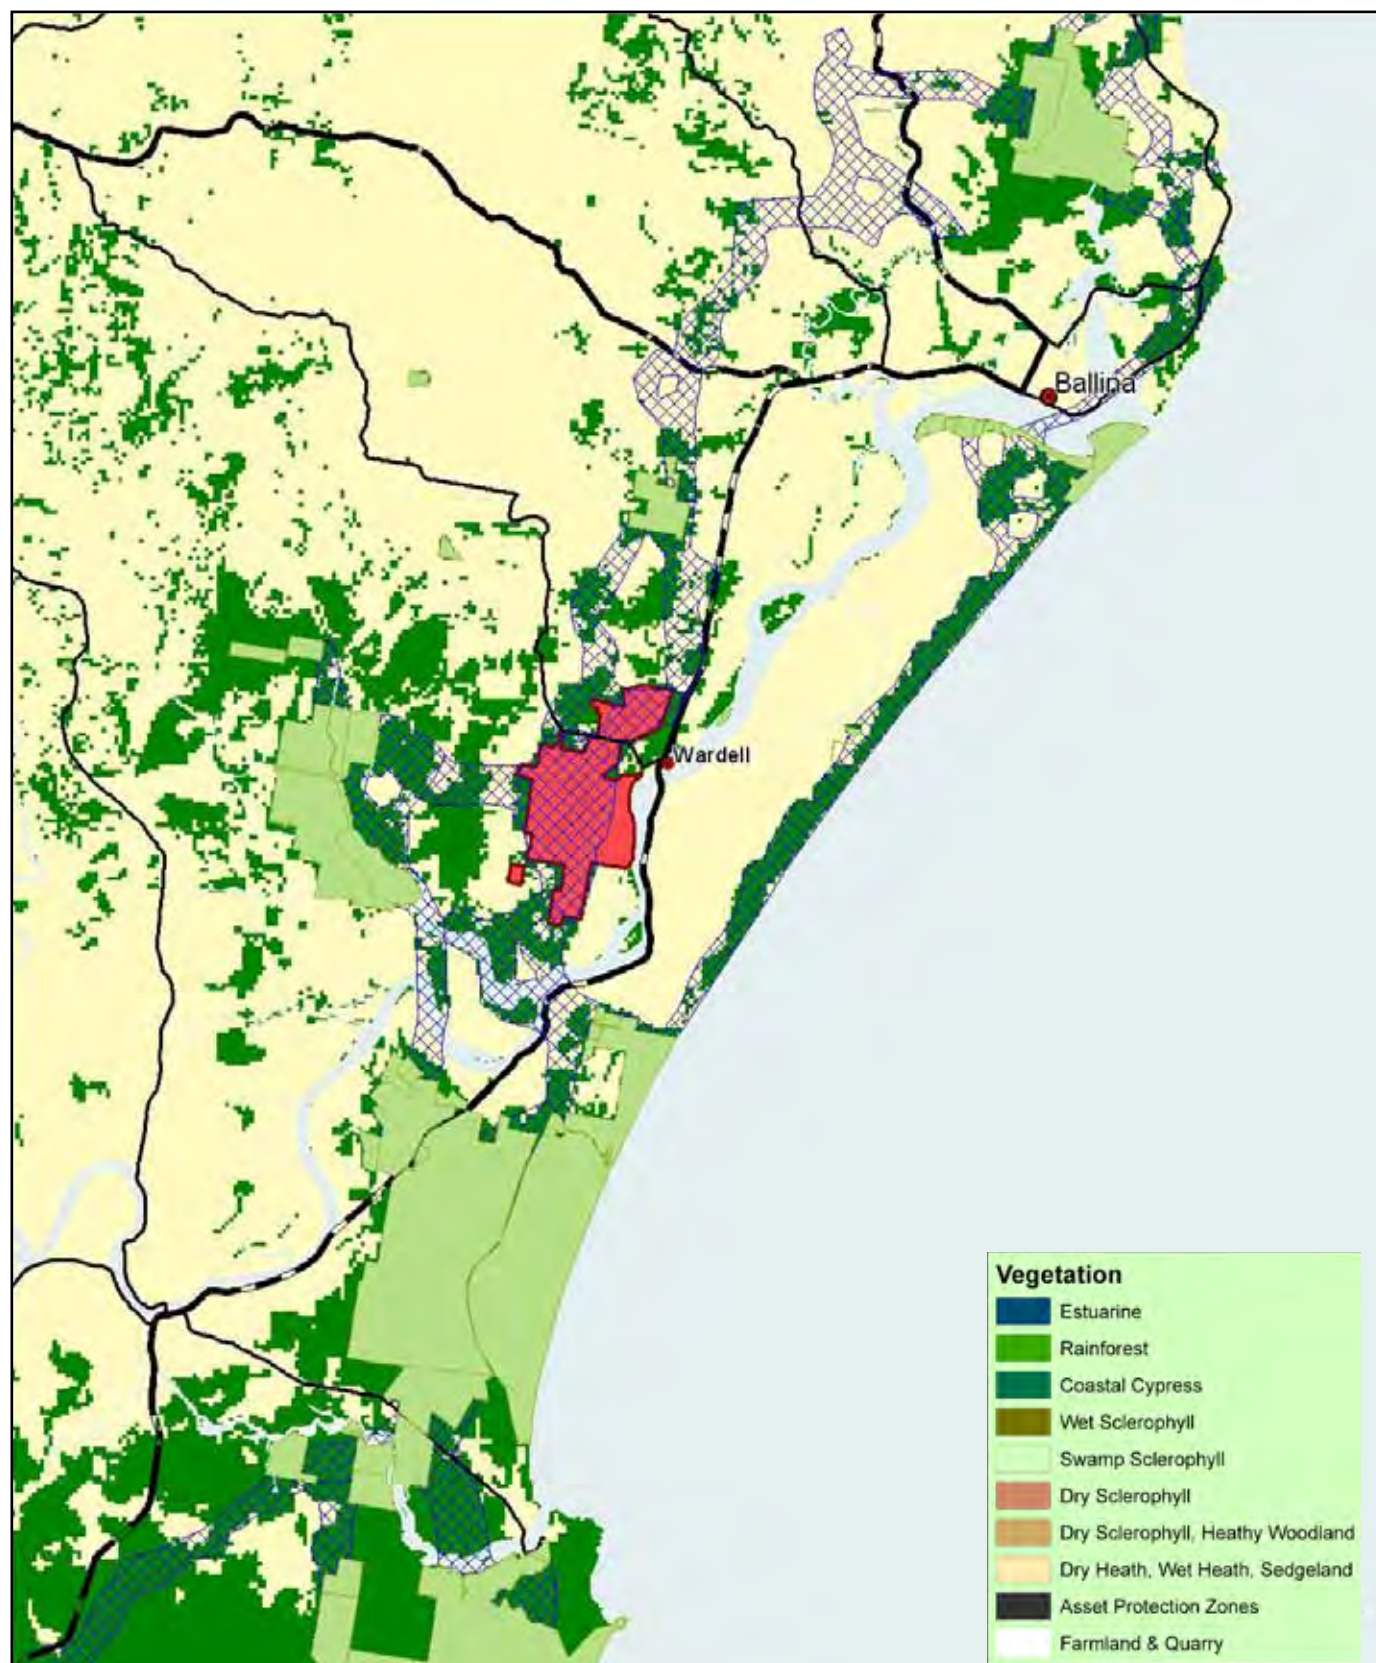 Ballina
Wardell
Vegetation
Estuarine
Rainforest
Coastal Cypress
Wet Sclerophyll
Swamp Sclerophyll
Dry Sclerophyll
Dry Sclerophyll, Heathy Woodland
Dry Heath, Wet Heath, Sedgeland
Asset Protection Zones
Farmland & Quarry